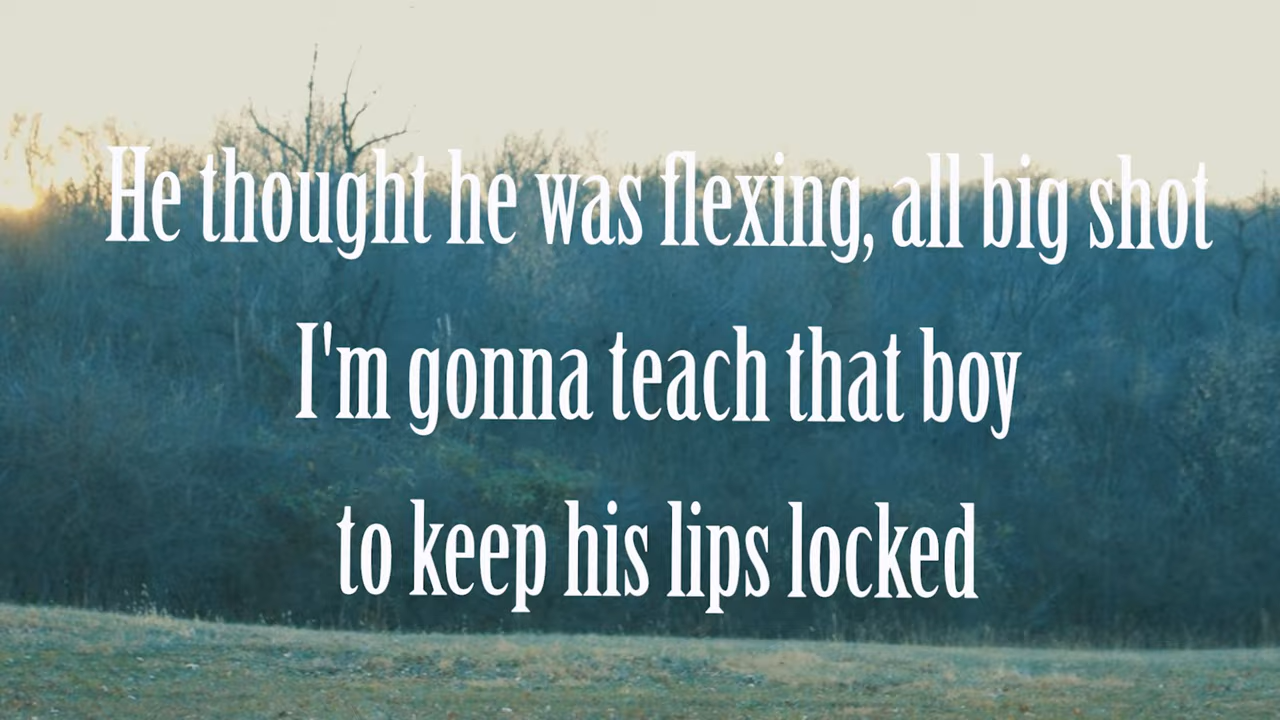 He thought he was flexing, all big shot
I'm gonna teach that boy
to keep his lips locked